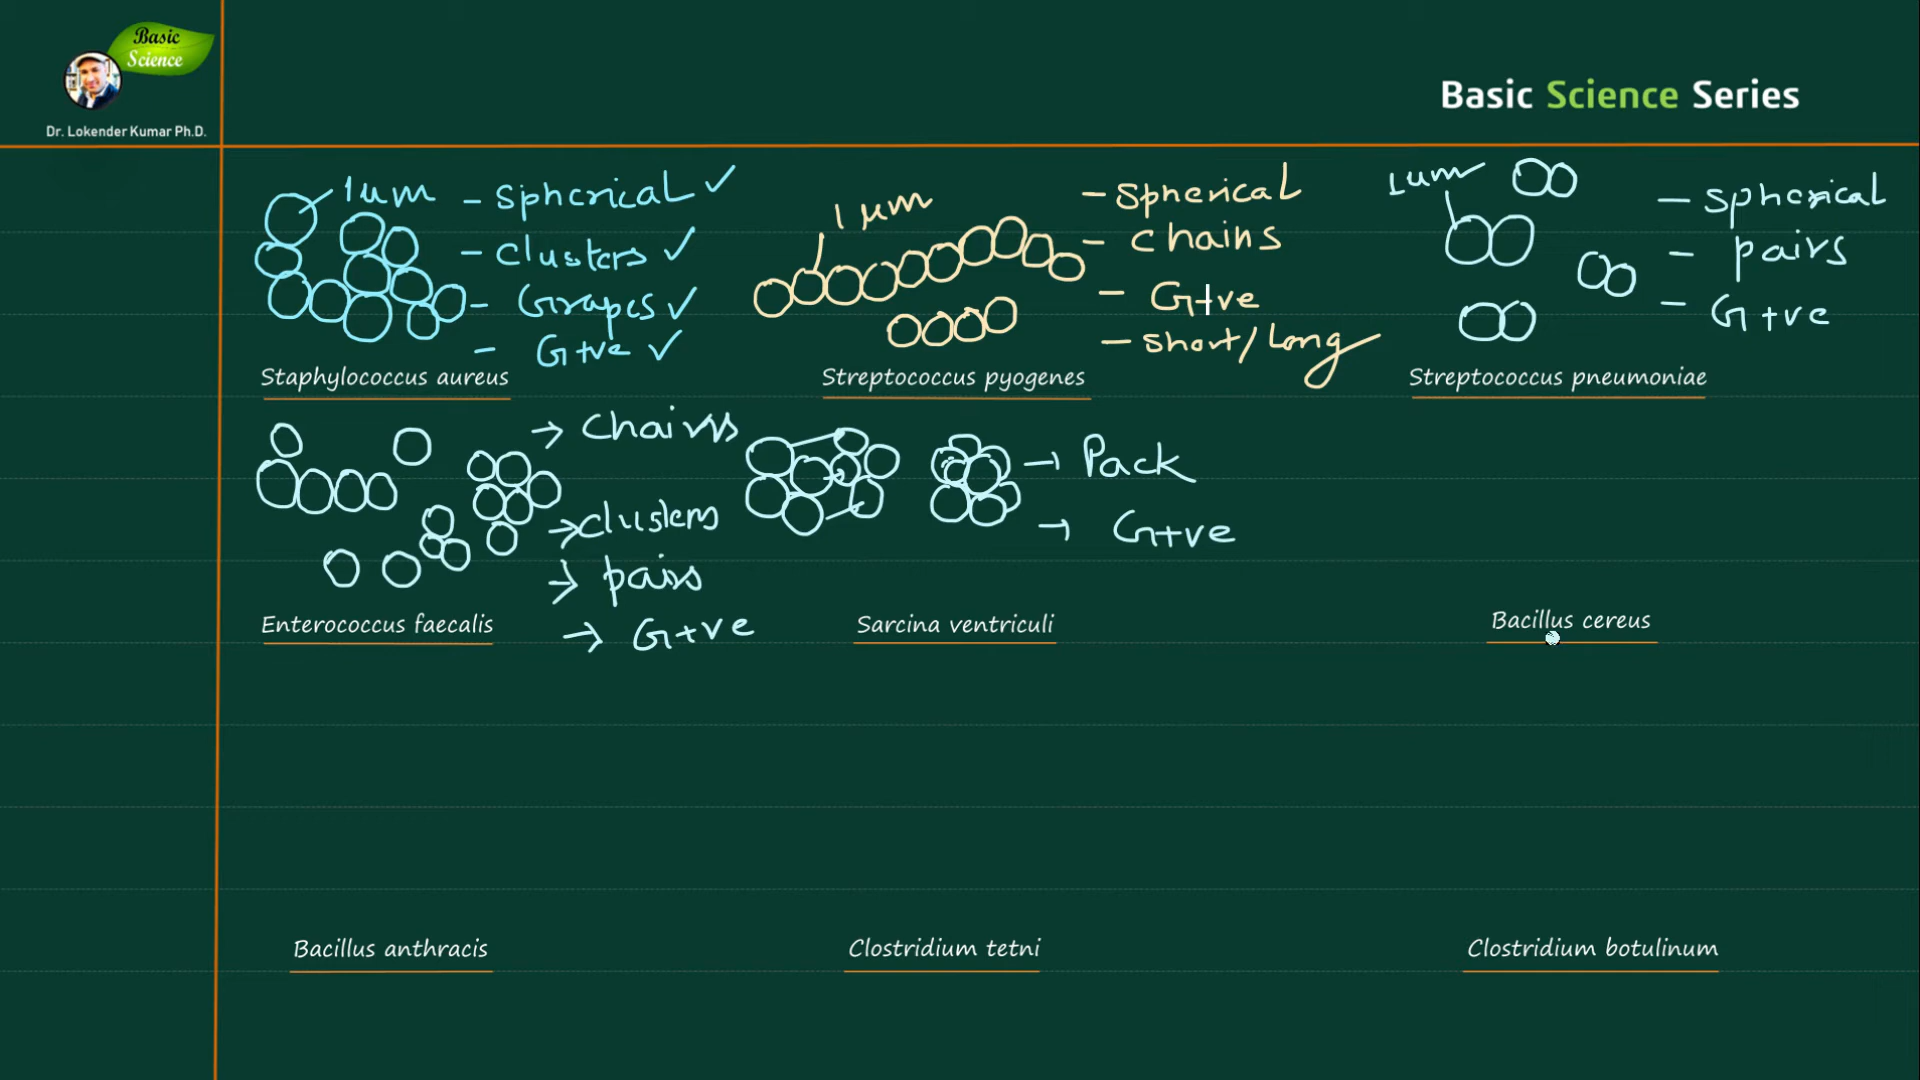 Basic
Science
Dr. Lokender Kumar Ph.D.
Basic Science Series
1um - Spherical ✓
- Clusters ✓
- Grapes ✓
- G+ve ✓
Staphylococcus aureus
1 µm - Spherical
- chains
- G+ve
- short/Long
Streptococcus pyogenes
1um - Spherical
- pairs
- G+ve
Streptococcus pneumoniae
→ Chains
→ clusters
→ pairs
→ G+ve
Enterococcus faecalis
→ Pack
→ G+ve
Sarcina ventriculi
Bacillus cereus
Bacillus anthracis
Clostridium tetni
Clostridium botulinum